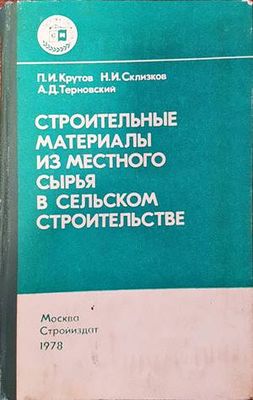 П.И.Крутов Н.И.Склизков
А.Д.Терновский
СТРОИТЕЛЬНЫЕ
МАТЕРИАЛЫ
ИЗ МЕСТНОГО
СЫРЬЯ
В СЕЛЬСКОМ
СТРОИТЕЛЬСТВЕ
Москва
Стройиздат
1978